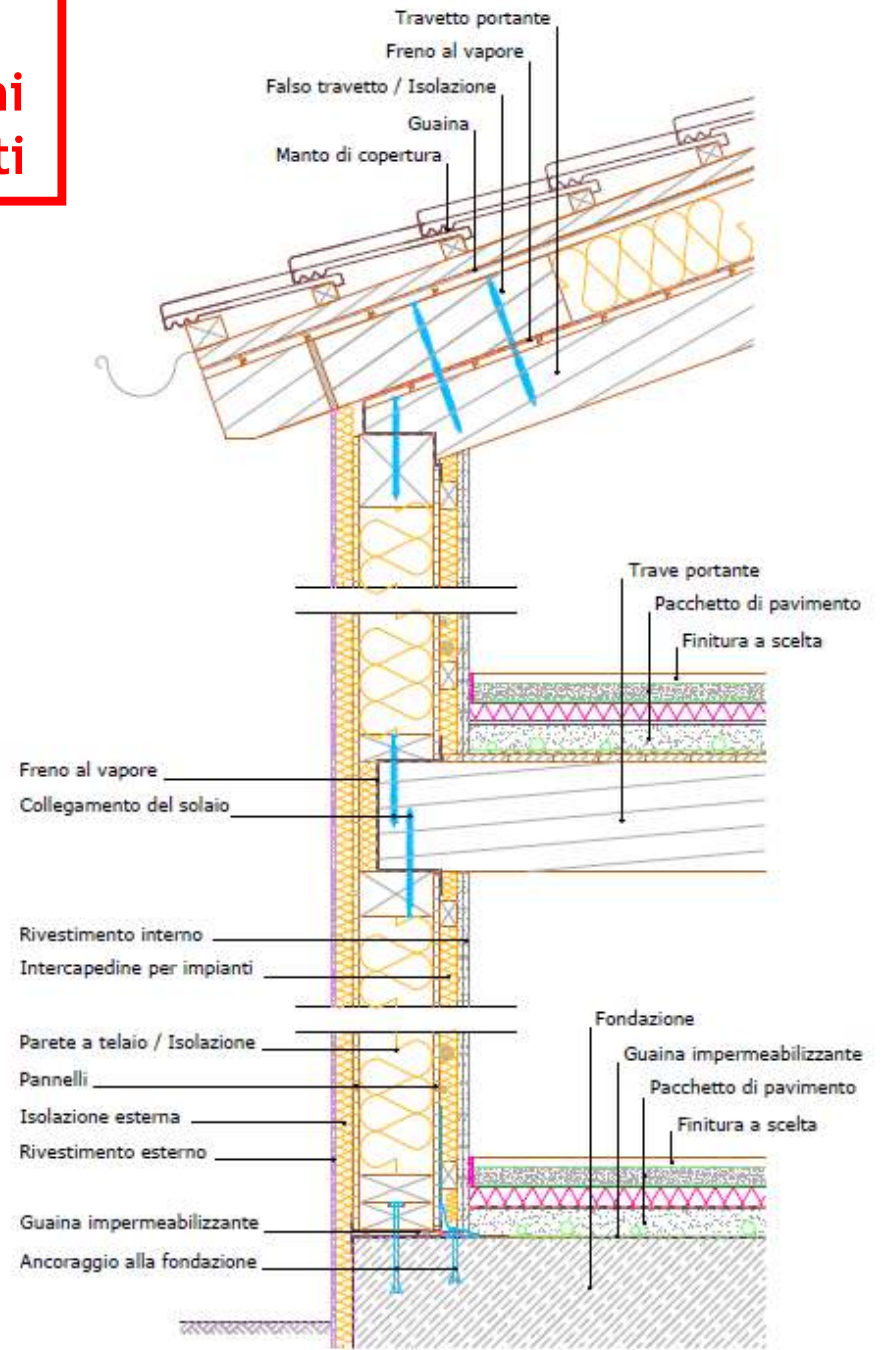 ni
ti
Travetto portante
Freno al vapore
Falso travetto / Isolazione
Guaina
Manto di copertura
Trave portante
Pacchetto di pavimento
Finitura a scelta
Freno al vapore
Collegamento del solaio
Rivestimento interno
Intercapedine per impianti
Fondazione
Parete a telaio / Isolazione
Guaina impermeabilizzante
Pannelli
Pacchetto di pavimento
Isolazione esterna
Finitura a scelta
Rivestimento esterno
Guaina impermeabilizzante
Ancoraggio alla fondazione